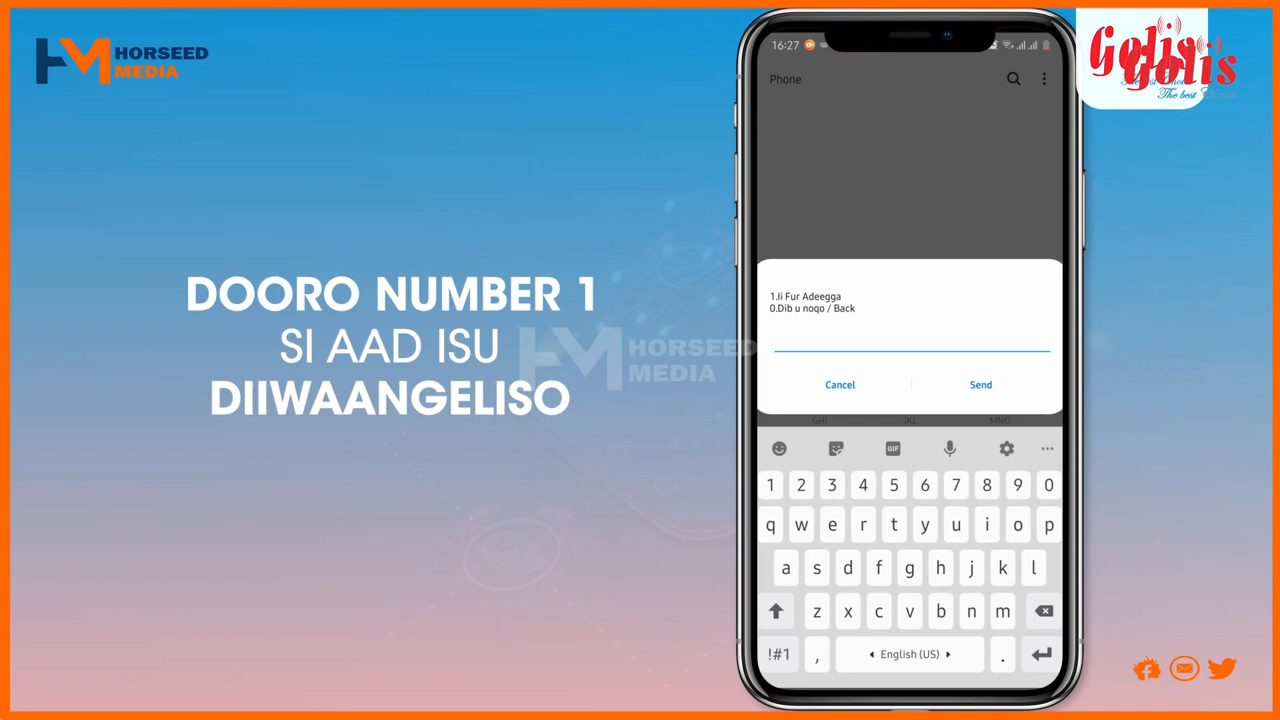 HORSEED
MEDIA
DOORO NUMBER 1
SI AAD ISU
DIIWAANGELISO
HORSEED
MEDIA
16:27
Phone
1.Ii Fur Adeegga
0.Dib u noqo / Back
Cancel
Send
GHI
JKL
MNO
GIF
1 2 3 4 5 6 7 8 9 0
q w e r t y u i o p
a s d f g h j k l
z x c v b n m
!#1 , English (US) .
Golis
Golis
The best